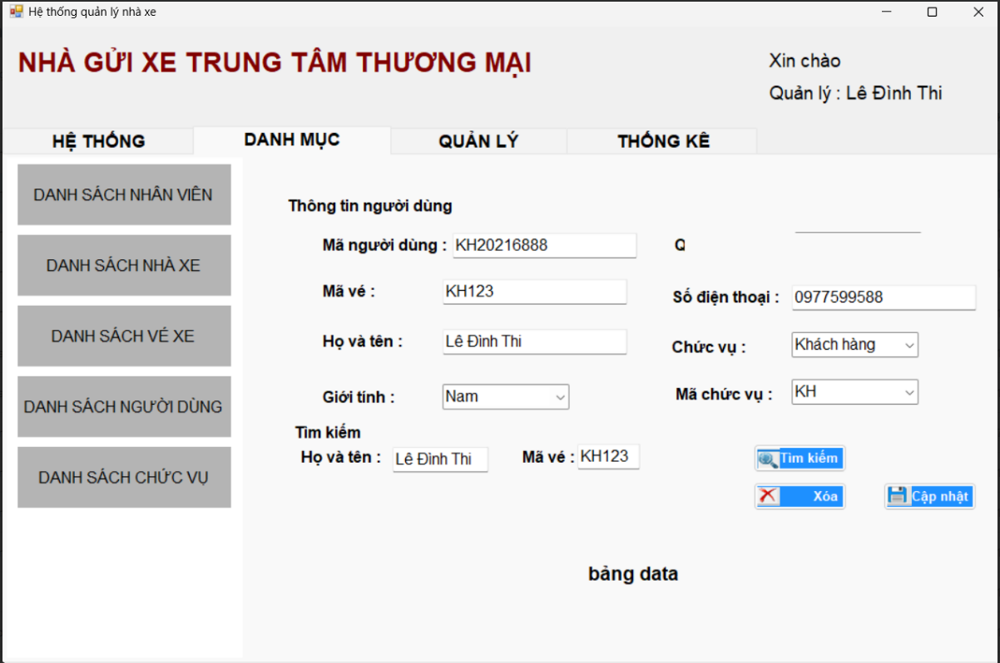 Hệ thống quản lý nhà xe
NHÀ GỬI XE TRUNG TÂM THƯƠNG MẠI
Xin chào
Quản lý : Lê Đình Thi
HỆ THỐNG DANH MỤC QUẢN LÝ THỐNG KÊ
DANH SÁCH NHÂN VIÊN
DANH SÁCH NHÀ XE
DANH SÁCH VÉ XE
DANH SÁCH NGƯỜI DÙNG
DANH SÁCH CHỨC VỤ
Thông tin người dùng
Mã người dùng : KH20216888 Q
Mã vé : KH123
Số điện thoại : 0977599588
Họ và tên : Lê Đình Thi
Chức vụ : Khách hàng
Giới tính : Nam
Mã chức vụ : KH
Tìm kiếm
Họ và tên : Lê Đình Thi Mã vé : KH123 Tìm kiếm
Xóa Cập nhật
bảng data